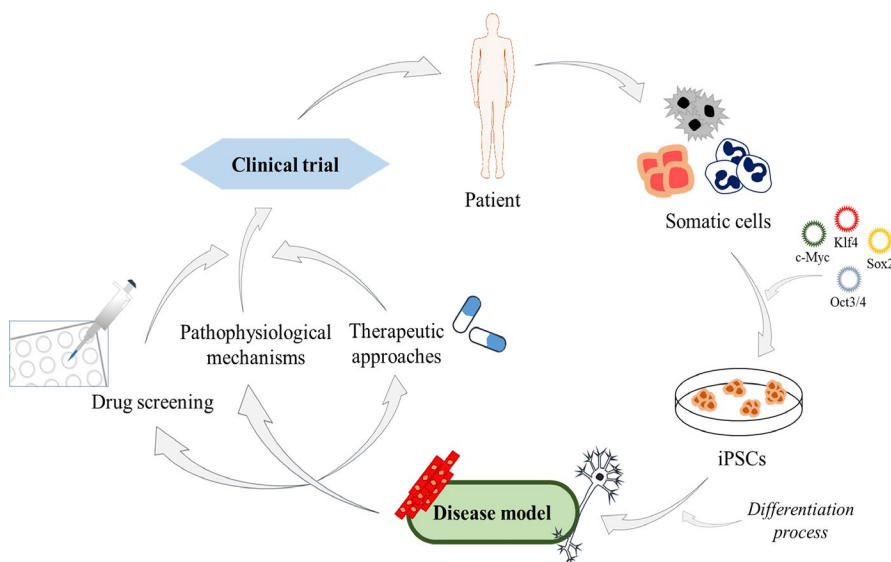 Patient
Clinical trial
Somatic cells
Klf4
c-Myc
Sox2
Oct3/4
Pathophysiological
mechanisms
Therapeutic
approaches
Drug screening
iPSCs
Disease model
Differentiation
process